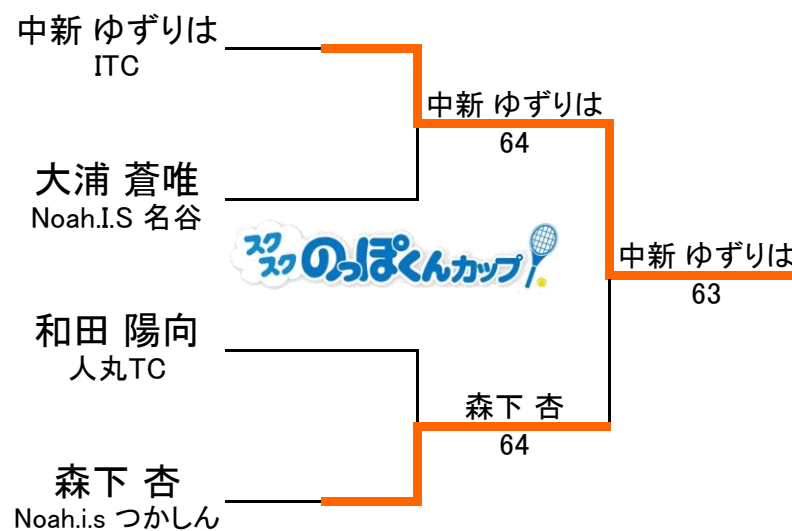 中新 ゆずりは
ITC
中新 ゆずりは
64
大浦 蒼唯
Noah.I.S 名谷
スク
スク のっぽくんカップ
中新 ゆずりは
63
和田 陽向
人丸TC
森下 杏
64
森下 杏
Noah.i.s つかしん